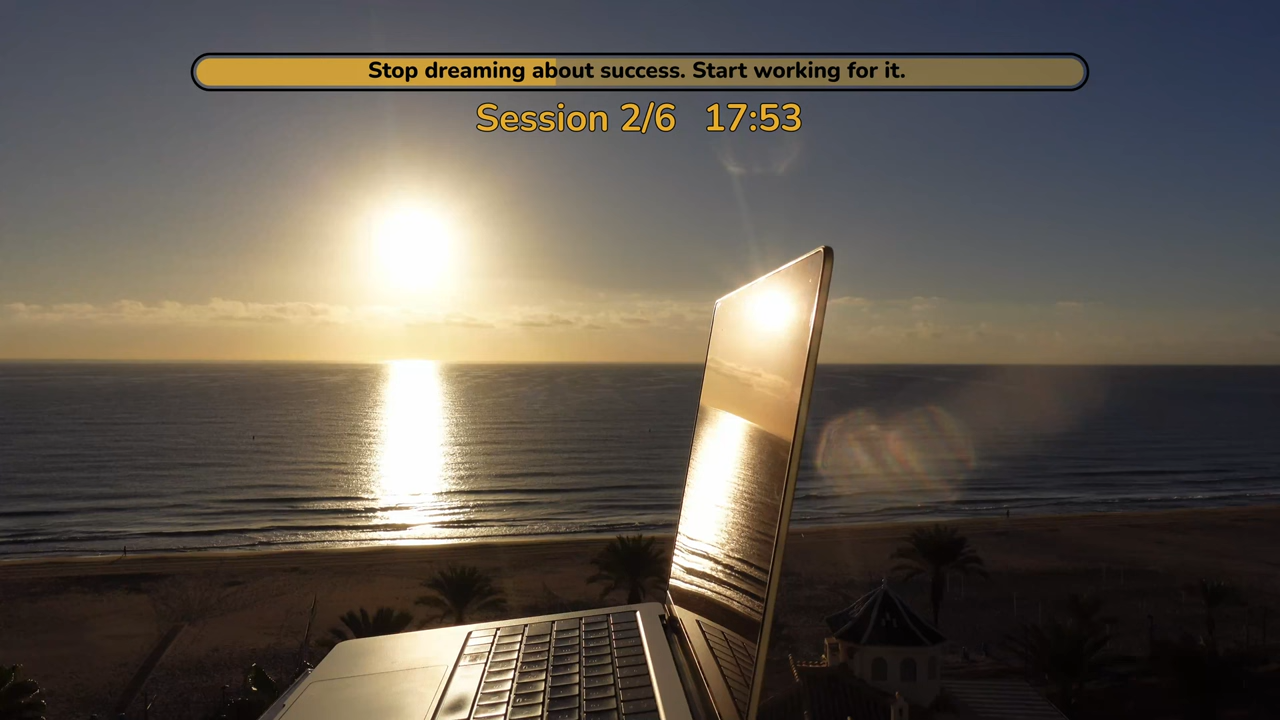 Stop dreaming about success. Start working for it.
Session 2/6 17:53